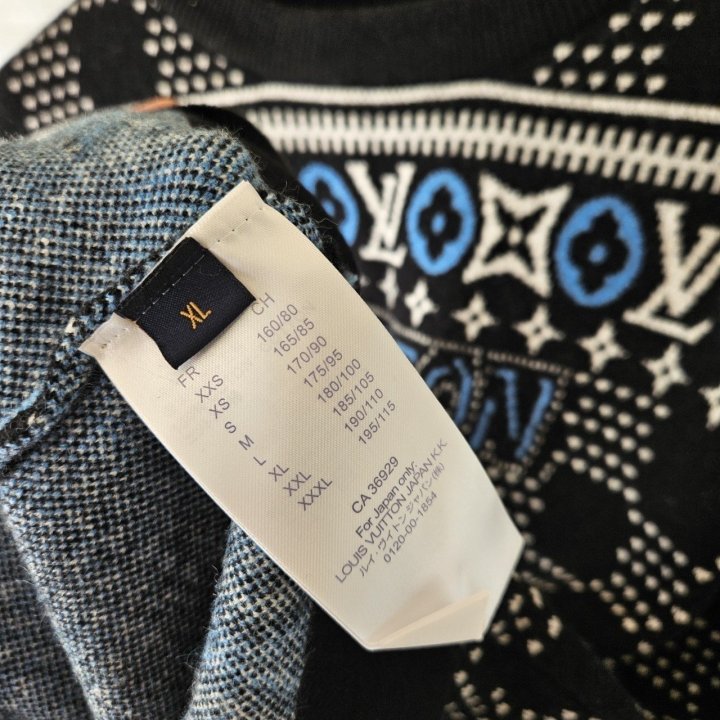 XL
FR CH
XXS 160/80
XS 165/85
S 170/90
M 175/95
L 180/100
XL 185/105
XXL 190/110
XXXL 195/115
CA 36929
For Japan only:
LOUIS VUITTON JAPAN K.K.
ルイ・ヴィトン ジャパン(株)
0120-00-1854
LV
LV